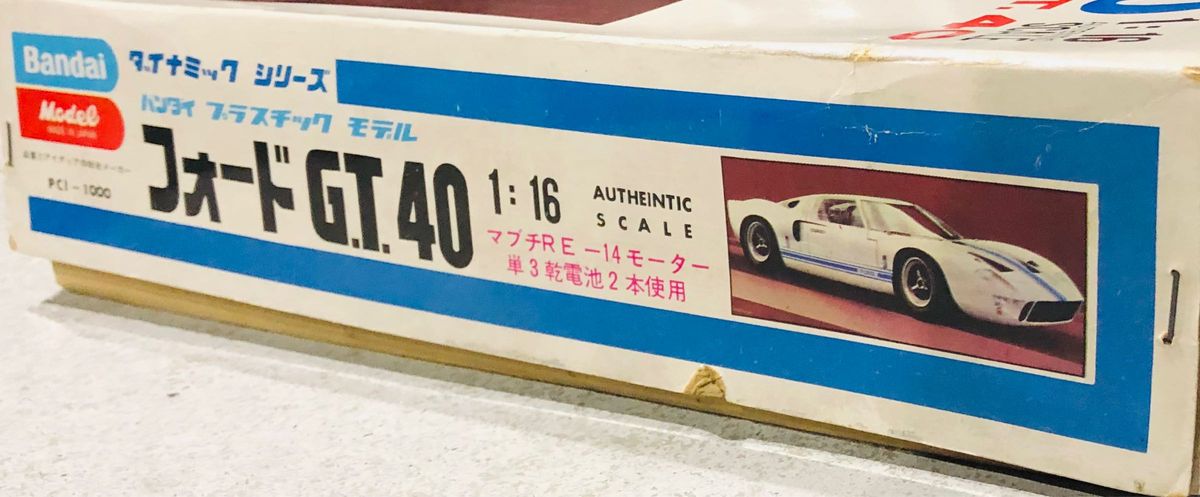 Bandai
Model
MADE IN JAPAN
PCI-1000
ダイナミック シリーズ
バンダイ プラスチック モデル
フォード G.T.40
1:16
AUTHEINTIC
SCALE
マブチRE-14モーター
単3乾電池2本使用
1:16